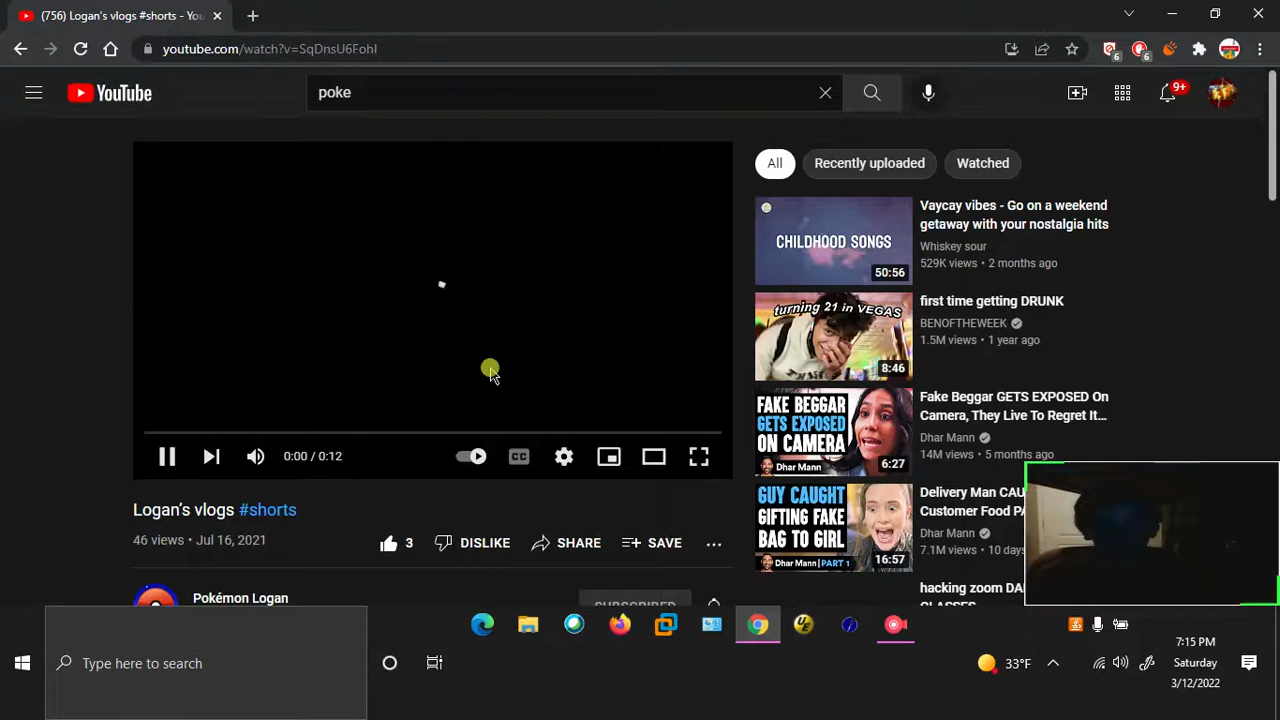 (756) Logan's vlogs #shorts - You
youtube.com/watch?v=SqDnsU6FohI
6
6
YouTube
poke
9+
All
Recently uploaded
Watched
CHILDHOOD SONGS
50:56
Vaycay vibes - Go on a weekend
getaway with your nostalgia hits
Whiskey sour
529K views • 2 months ago
turning 21 in VEGAS
8:46
first time getting DRUNK
BENOFTHEWEEK
1.5M views • 1 year ago
FAKE BEGGAR
GETS EXPOSED
ON CAMERA
Dhar Mann
6:27
Fake Beggar GETS EXPOSED On
Camera, They Live To Regret It...
Dhar Mann
14M views • 5 months ago
GUY CAUGHT
GIFTING FAKE
BAG TO GIRL
Dhar Mann | PART 1
16:57
Delivery Man CAU
Customer Food PA
Dhar Mann
7.1M views • 10 days
hacking zoom DA
0:00 / 0:12
CC
Logan's vlogs #shorts
46 views • Jul 16, 2021
3
DISLIKE
SHARE
SAVE
Pokémon Logan
SUBSCRIBED
UE
Type here to search
33°F
7:15 PM
Saturday
3/12/2022